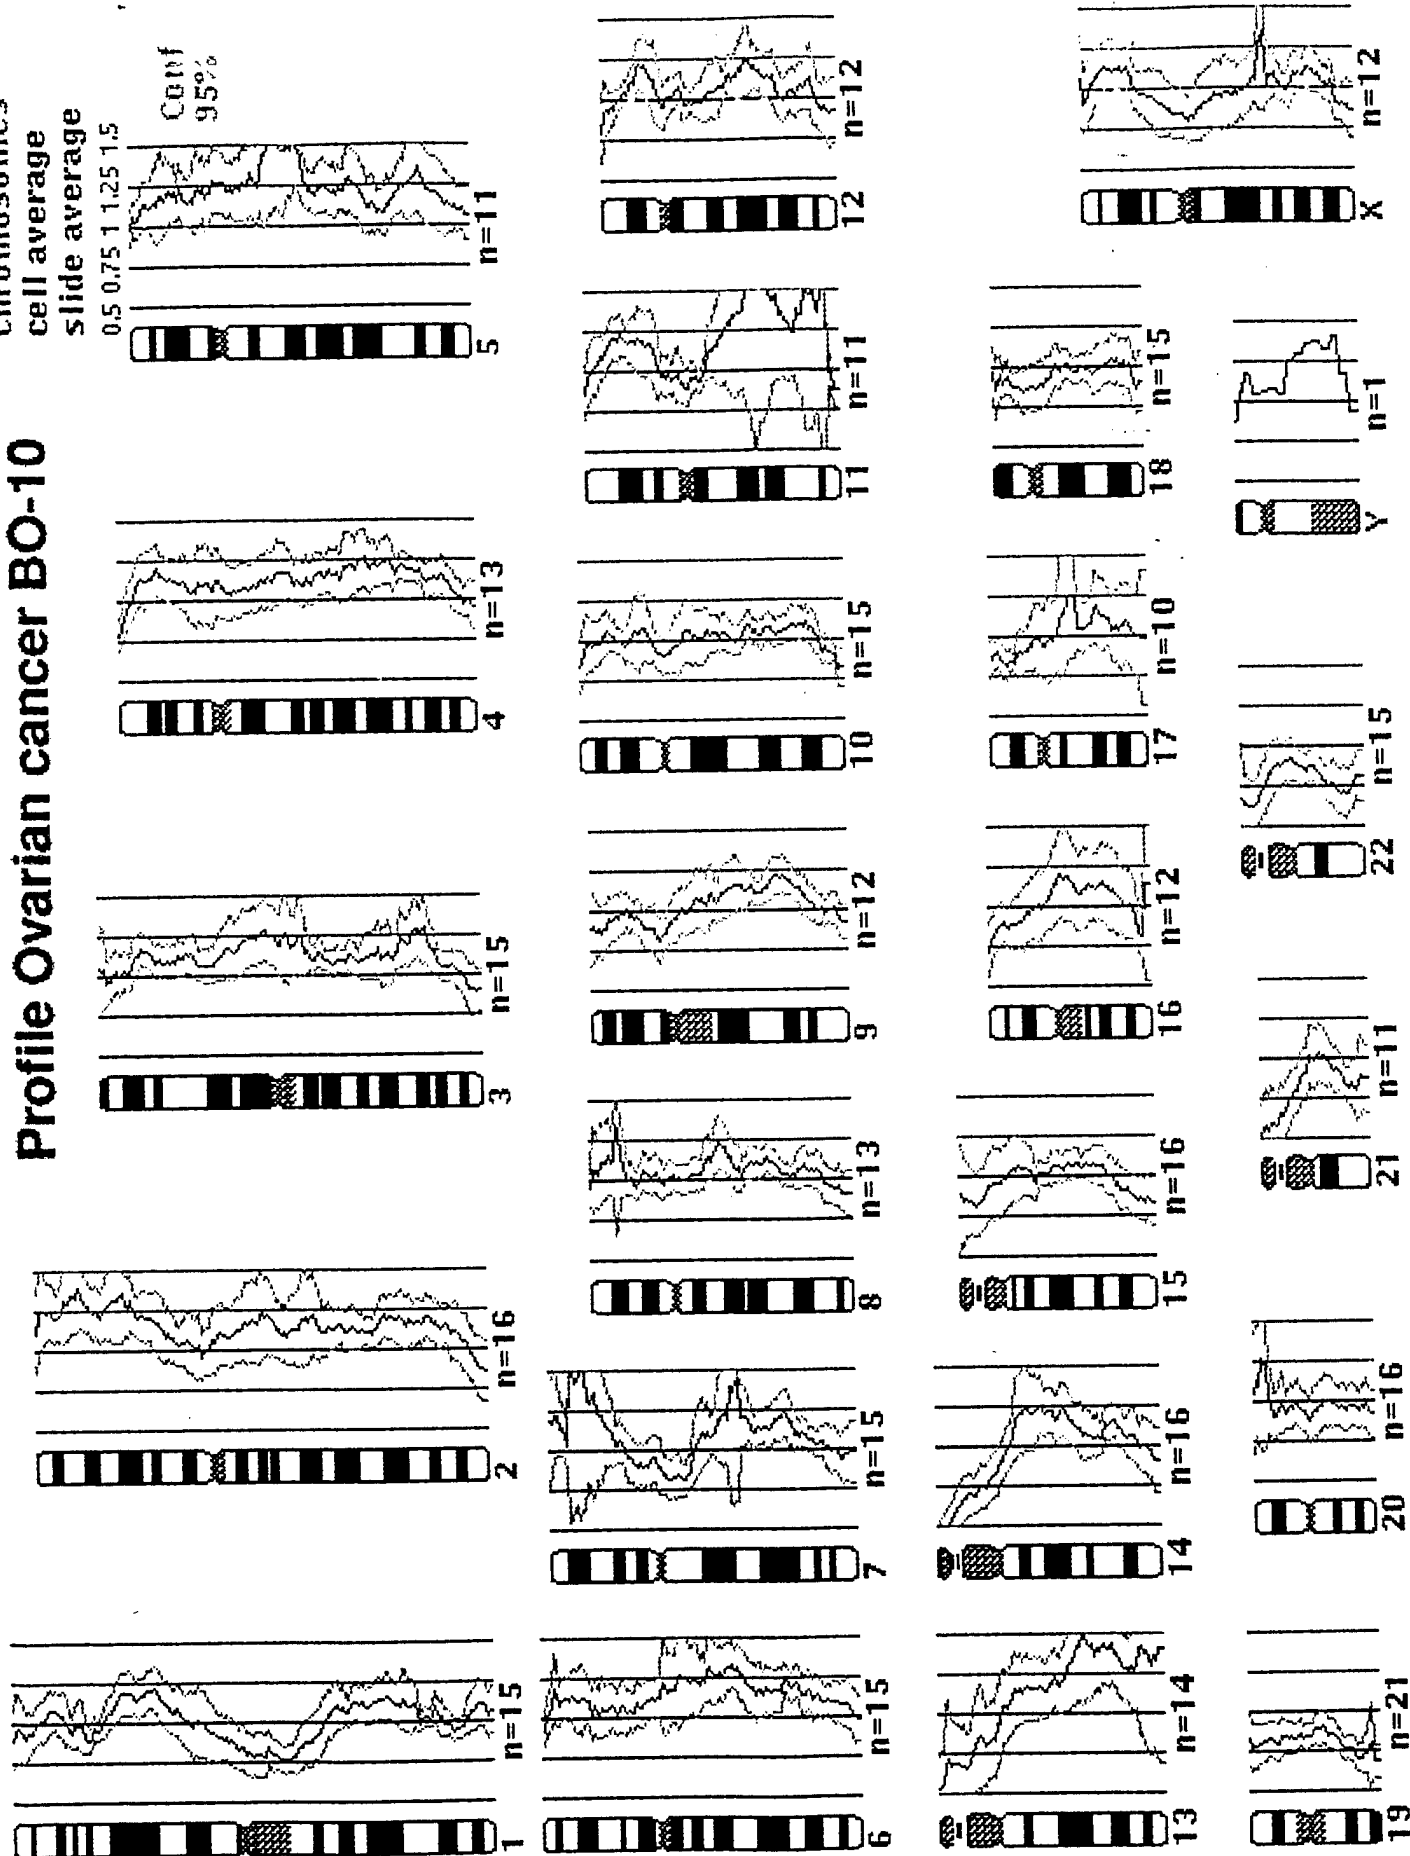 Profile Ovarian cancer BO-10
chromosomes
cell average
slide average
0.5 0.75 1 1.25 1.5
Conf
95%
1
n=15
2
n=16
3
n=15
4
n=13
5
n=11
6
n=15
7
n=15
8
n=13
9
n=12
10
n=15
11
n=11
12
n=12
13
n=14
14
n=16
15
n=16
16
n=12
17
n=10
18
n=15
19
n=21
20
n=16
21
n=11
22
n=15
Y
n=1
X
n=12